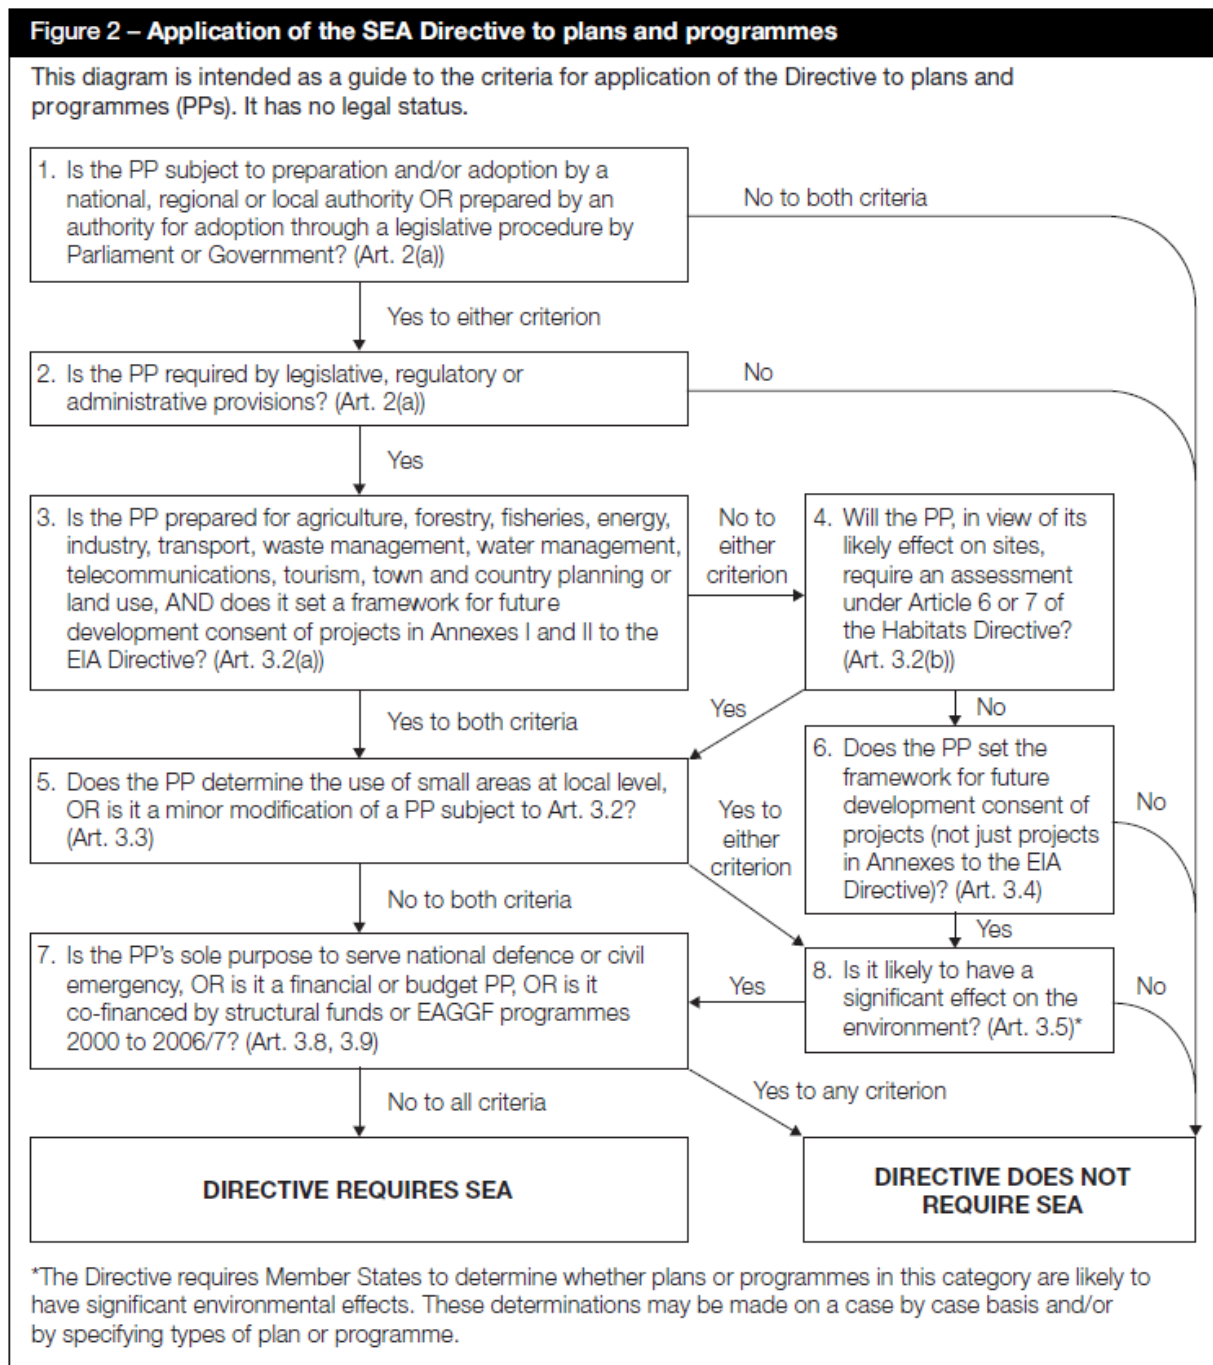 Figure 2 – Application of the SEA Directive to plans and programmes
This diagram is intended as a guide to the criteria for application of the Directive to plans and
programmes (PPs). It has no legal status.
1. Is the PP subject to preparation and/or adoption by a
national, regional or local authority OR prepared by an
authority for adoption through a legislative procedure by
Parliament or Government? (Art. 2(a))
No to both criteria
Yes to either criterion
2. Is the PP required by legislative, regulatory or
administrative provisions? (Art. 2(a))
No
Yes
3. Is the PP prepared for agriculture, forestry, fisheries, energy,
industry, transport, waste management, water management,
telecommunications, tourism, town and country planning or
land use, AND does it set a framework for future
development consent of projects in Annexes I and II to the
EIA Directive? (Art. 3.2(a))
No to
either
criterion
4. Will the PP, in view of its
likely effect on sites,
require an assessment
under Article 6 or 7 of
the Habitats Directive?
(Art. 3.2(b))
Yes to both criteria
Yes
No
5. Does the PP determine the use of small areas at local level,
OR is it a minor modification of a PP subject to Art. 3.2?
(Art. 3.3)
Yes to
either
criterion
6. Does the PP set the
framework for future
development consent of
projects (not just projects
in Annexes to the EIA
Directive)? (Art. 3.4)
No
No to both criteria
Yes
7. Is the PP's sole purpose to serve national defence or civil
emergency, OR is it a financial or budget PP, OR is it
co-financed by structural funds or EAGGF programmes
2000 to 2006/7? (Art. 3.8, 3.9)
Yes
8. Is it likely to have a
significant effect on the
environment? (Art. 3.5)*
No
No to all criteria
Yes to any criterion
DIRECTIVE REQUIRES SEA
DIRECTIVE DOES NOT
REQUIRE SEA
*The Directive requires Member States to determine whether plans or programmes in this category are likely to
have significant environmental effects. These determinations may be made on a case by case basis and/or
by specifying types of plan or programme.